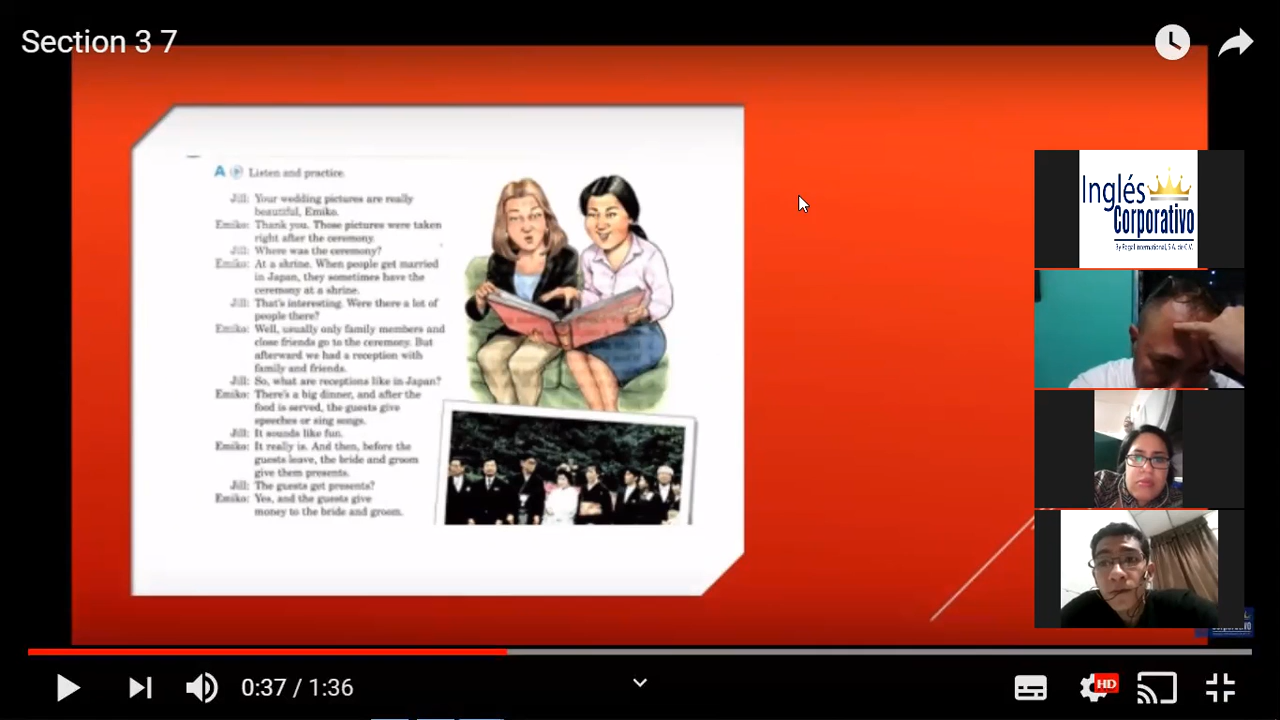 Section 3 7
A Listen and practice.
Jill: Your wedding pictures are really
beautiful, Emiko.
Emiko: Thank you. Those pictures were taken
right after the ceremony.
Jill: Where was the ceremony?
Emiko: At a shrine. When people get married
in Japan, they sometimes have the
ceremony at a shrine.
Jill: That's interesting. Were there a lot of
people there?
Emiko: Well, usually only family members and
close friends go to the ceremony. But
afterward we had a reception with
family and friends.
Jill: So, what are receptions like in Japan?
Emiko: There's a big dinner, and after the
food is served, the guests give
speeches or sing songs.
Jill: It sounds like fun.
Emiko: It really is. And then, before the
guests leave, the bride and groom
give them presents.
Jill: The guests get presents?
Emiko: Yes, and the guests give
money to the bride and groom.
Inglés
Corporativo
By Regal International, S.A. de C.V.
0:37 / 1:36
HD